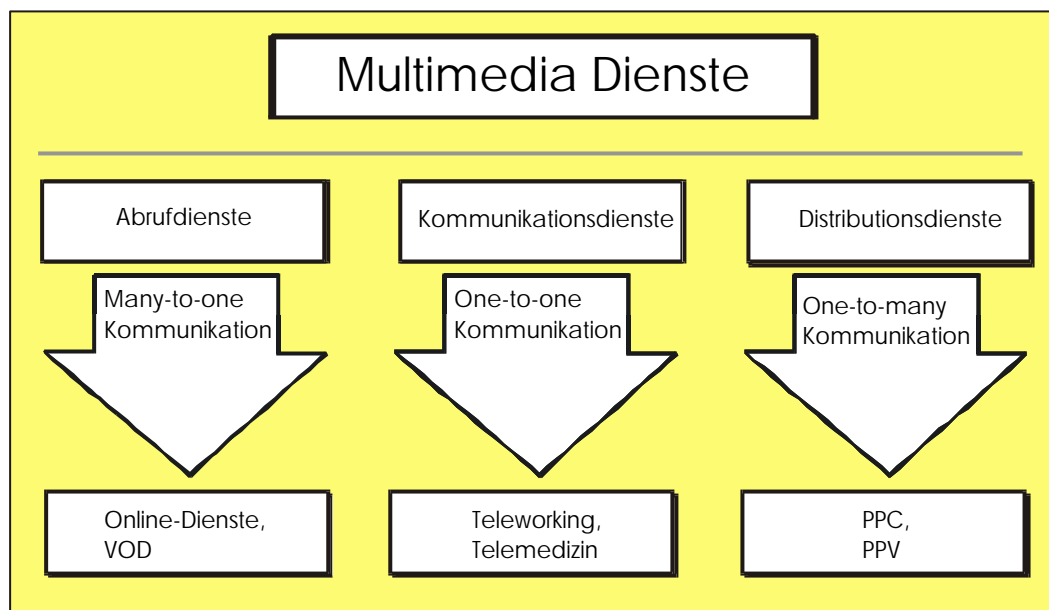 Multimedia Dienste
Abrufdienste
Kommunikationsdienste
Distributionsdienste
Many-to-one
Kommunikation
One-to-one
Kommunikation
One-to-many
Kommunikation
Online-Dienste,
VOD
Teleworking,
Telemedizin
PPC,
PPV